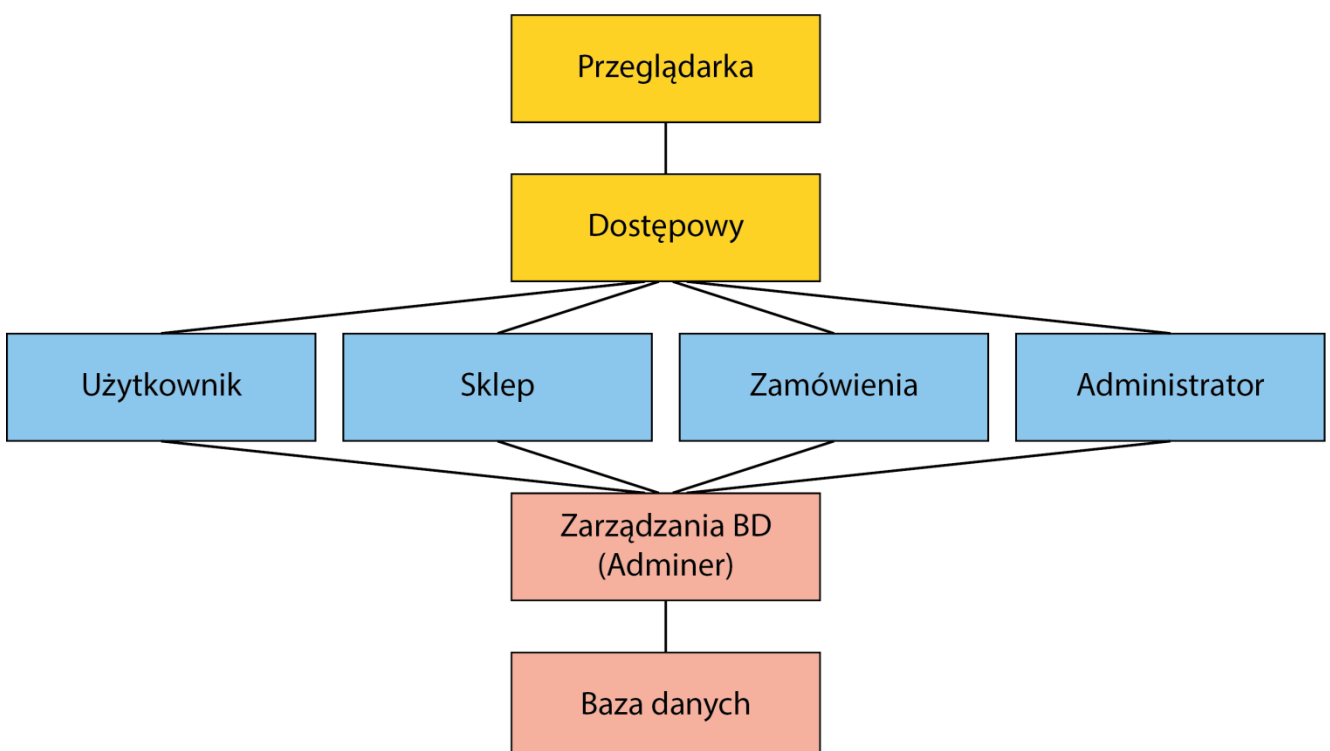 Przeglądarka
Dostępowy
Użytkownik
Sklep
Zamówienia
Administrator
Zarządzania BD
(Adminer)
Baza danych